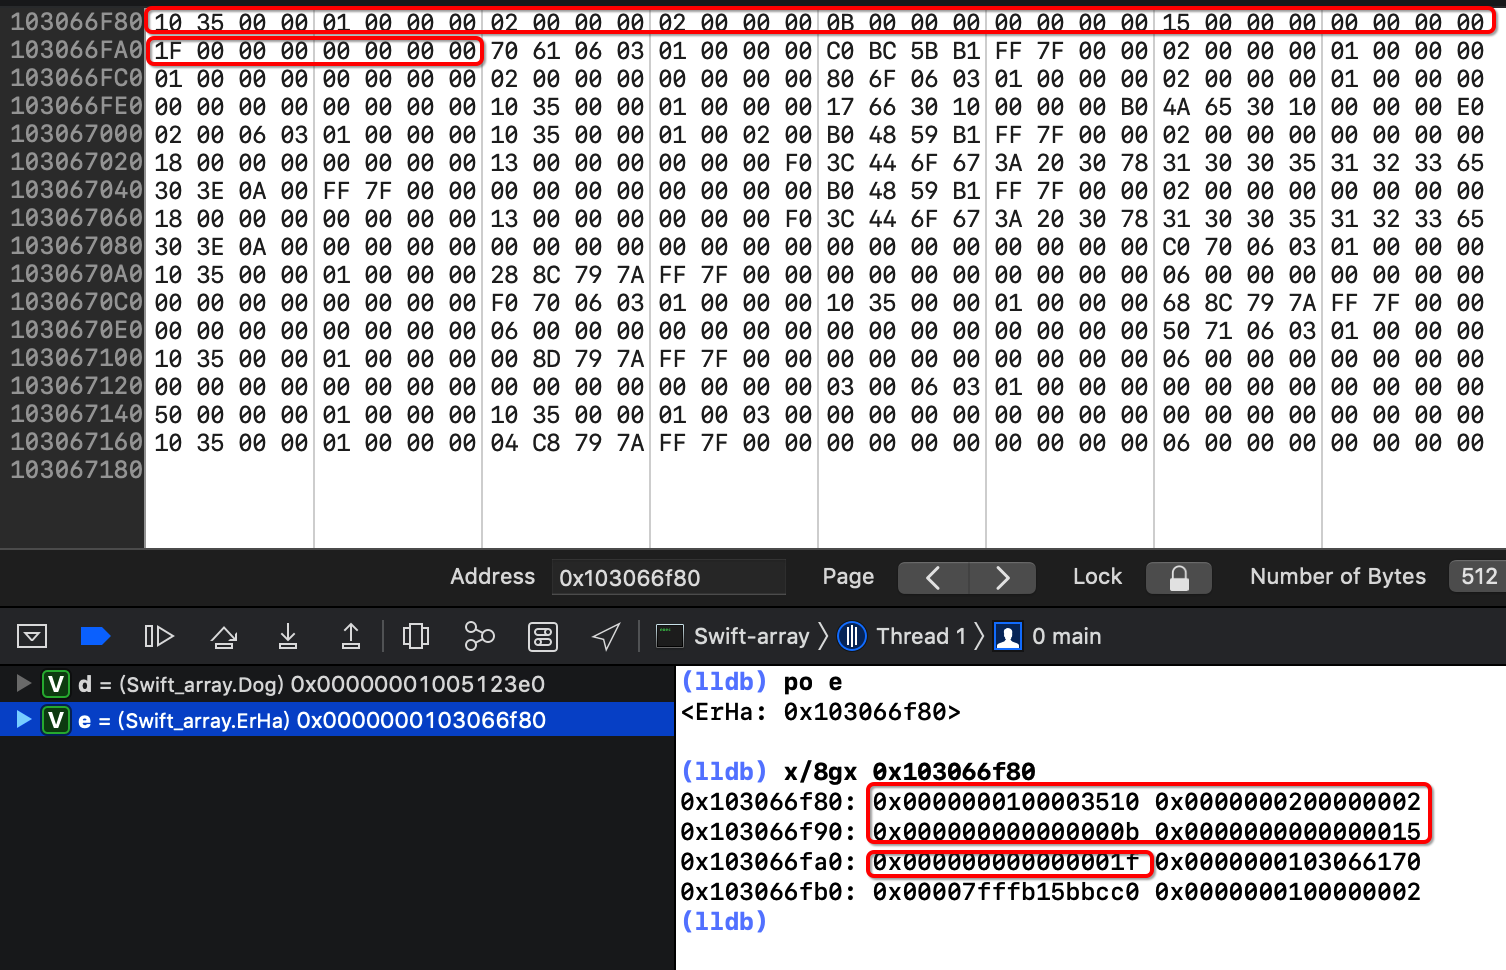 103066F80 10 35 00 00 01 00 00 00 02 00 00 00 02 00 00 00 0B 00 00 00 00 00 00 00 15 00 00 00 00 00 00 00
103066FA0 1F 00 00 00 00 00 00 00 70 61 06 03 01 00 00 00 C0 BC 5B B1 FF 7F 00 00 02 00 00 00 01 00 00 00
103066FC0 01 00 00 00 00 00 00 00 02 00 00 00 00 00 00 00 80 6F 06 03 01 00 00 00 02 00 00 00 01 00 00 00
103066FE0 00 00 00 00 00 00 00 00 10 35 00 00 01 00 00 00 17 66 30 10 00 00 00 B0 4A 65 30 10 00 00 00 E0
103067000 02 00 06 03 01 00 00 00 10 35 00 00 01 00 02 00 B0 48 59 B1 FF 7F 00 00 02 00 00 00 00 00 00 00
103067020 18 00 00 00 00 00 00 00 13 00 00 00 00 00 00 F0 3C 44 6F 67 3A 20 30 78 31 30 30 35 31 32 33 65
103067040 30 3E 0A 00 FF 7F 00 00 00 00 00 00 00 00 00 00 B0 48 59 B1 FF 7F 00 00 02 00 00 00 00 00 00 00
103067060 18 00 00 00 00 00 00 00 13 00 00 00 00 00 00 F0 3C 44 6F 67 3A 20 30 78 31 30 30 35 31 32 33 65
103067080 30 3E 0A 00 00 00 00 00 00 00 00 00 00 00 00 00 00 00 00 00 00 00 00 00 C0 70 06 03 01 00 00 00
1030670A0 10 35 00 00 01 00 00 00 28 8C 79 7A FF 7F 00 00 00 00 00 00 00 00 00 00 06 00 00 00 00 00 00 00
1030670C0 00 00 00 00 00 00 00 00 F0 70 06 03 01 00 00 00 10 35 00 00 01 00 00 00 68 8C 79 7A FF 7F 00 00
1030670E0 00 00 00 00 00 00 00 00 06 00 00 00 00 00 00 00 00 00 00 00 00 00 00 00 50 71 06 03 01 00 00 00
103067100 10 35 00 00 01 00 00 00 00 8D 79 7A FF 7F 00 00 00 00 00 00 00 00 00 00 06 00 00 00 00 00 00 00
103067120 00 00 00 00 00 00 00 00 00 00 00 00 00 00 00 00 03 00 06 03 01 00 00 00 00 00 00 00 00 00 00 00
103067140 50 00 00 00 01 00 00 00 10 35 00 00 01 00 03 00 00 00 00 00 00 00 00 00 00 00 00 00 00 00 00 00
103067160 10 35 00 00 01 00 00 00 04 C8 79 7A FF 7F 00 00 00 00 00 00 00 00 00 00 06 00 00 00 00 00 00 00
103067180
Address 0x103066f80 Page Lock Number of Bytes 512
Swift-array Thread 1 0 main
V d = (Swift_array.Dog) 0x00000001005123e0
V e = (Swift_array.ErHa) 0x0000000103066f80
(lldb) po e
<ErHa: 0x103066f80>
(lldb) x/8gx 0x103066f80
0x103066f80: 0x0000000100003510 0x0000000200000002
0x103066f90: 0x000000000000000b 0x0000000000000015
0x103066fa0: 0x000000000000001f 0x0000000103066170
0x103066fb0: 0x00007fffb15bbcc0 0x0000000100000002
(lldb)